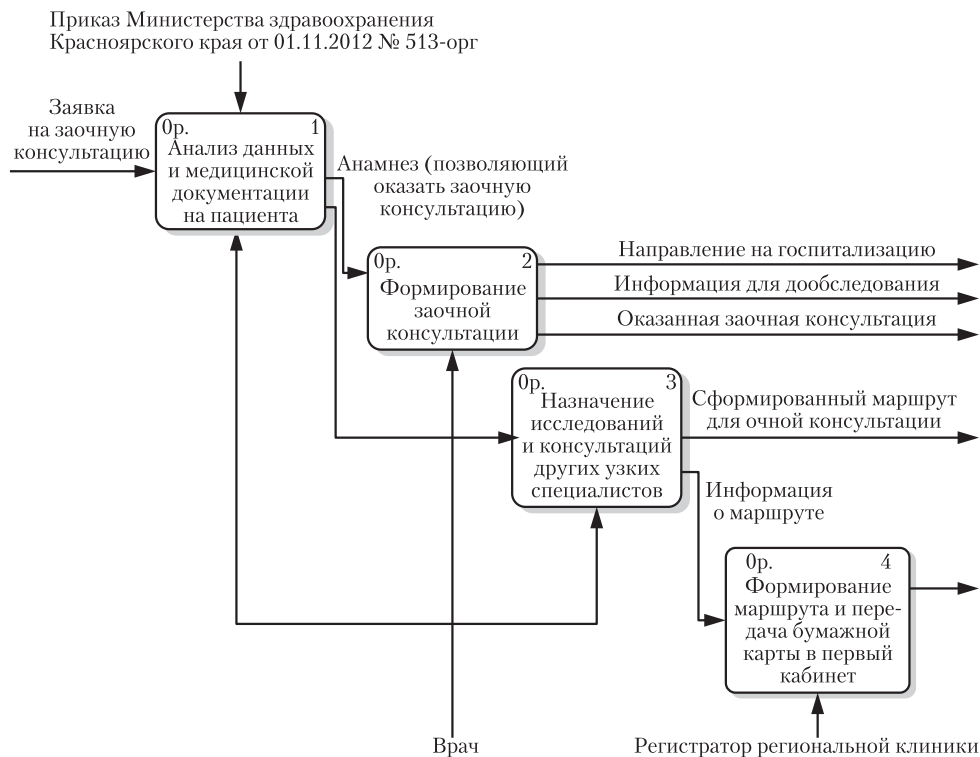 Приказ Министерства здравоохранения
Красноярского края от 01.11.2012 № 513-орг
Заявка
на заочную
консультацию
0р. 1
Анализ данных
и медицинской
документации
на пациента
Анамнез (позволяющий
оказать заочную
консультацию)
0р. 2
Формирование
заочной
консультации
Направление на госпитализацию
Информация для дообследования
Оказанная заочная консультация
0р. 3
Назначение
исследований
и консультаций
других узких
специалистов
Сформированный маршрут
для очной консультации
Информация
о маршруте
0р. 4
Формирование
маршрута и пере-
дача бумажной
карты в первый
кабинет
Врач
Регистратор региональной клиники